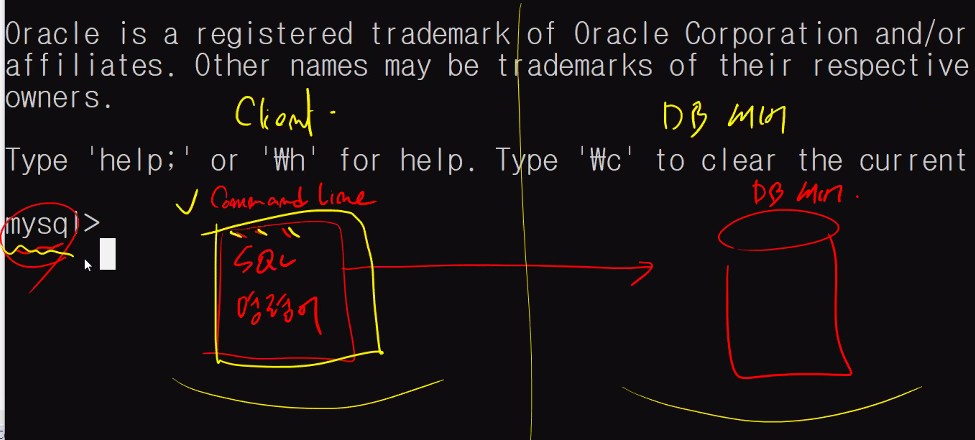 Oracle is a registered trademark of Oracle Corporation and/or
affiliates. Other names may be trademarks of their respective
owners.
Client
DB 서버
Type 'help;' or '₩h' for help. Type '₩c' to clear the current
Command Line
DB 서버
mysql>
SQL
명령어